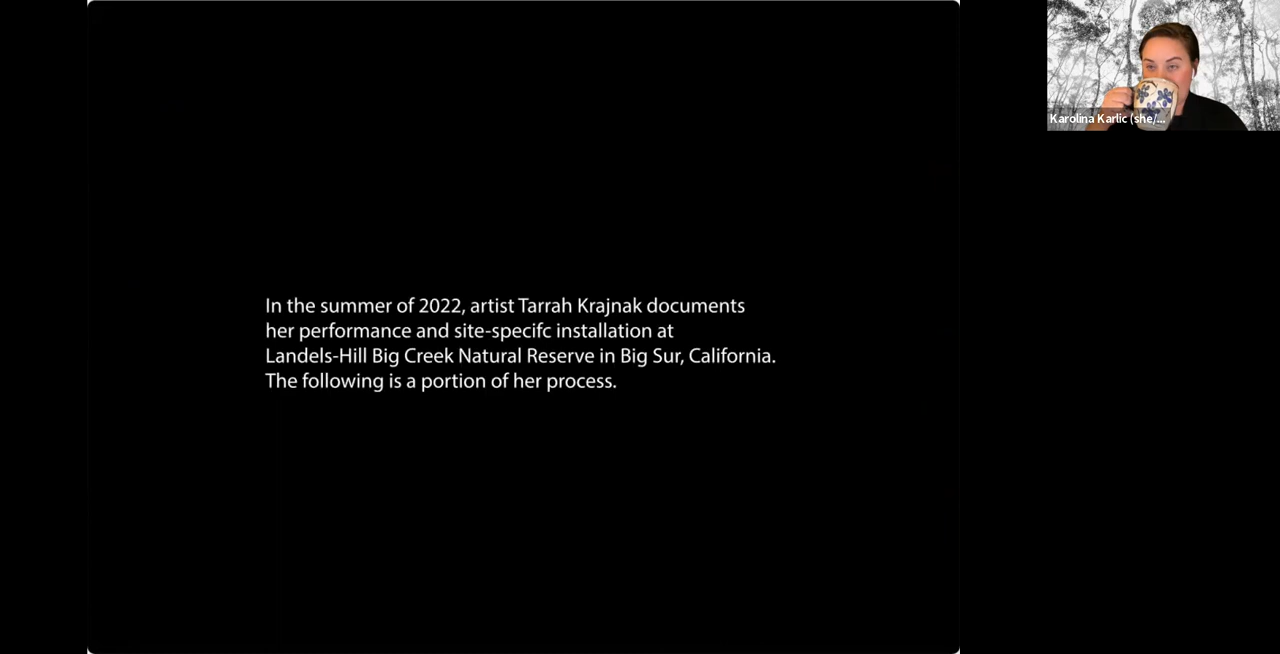 In the summer of 2022, artist Tarrah Krajnak documents
her performance and site-specifc installation at
Landels-Hill Big Creek Natural Reserve in Big Sur, California.
The following is a portion of her process.
Karolina Karlic (she/...